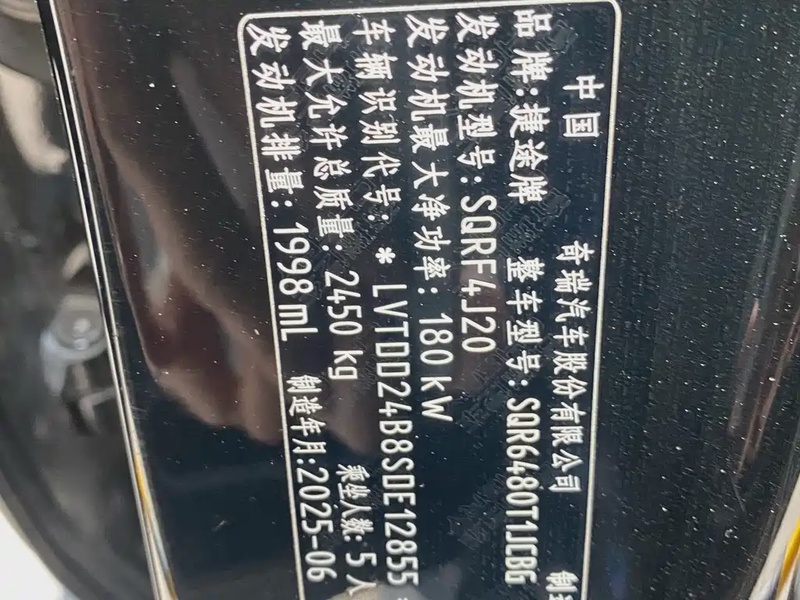 中国 奇瑞汽车股份有限公司 制
品牌:捷途牌 整车型号:SQR6480T1JCBG
发动机型号:SQRF4J20
发动机最大净功率: 180 kW
车辆识别代号: *LVTDD24B8SDE12855*
最大允许总质量: 2450 kg 乘坐人数: 5 人
发动机排量: 1998 mL 制造年月:2025-06